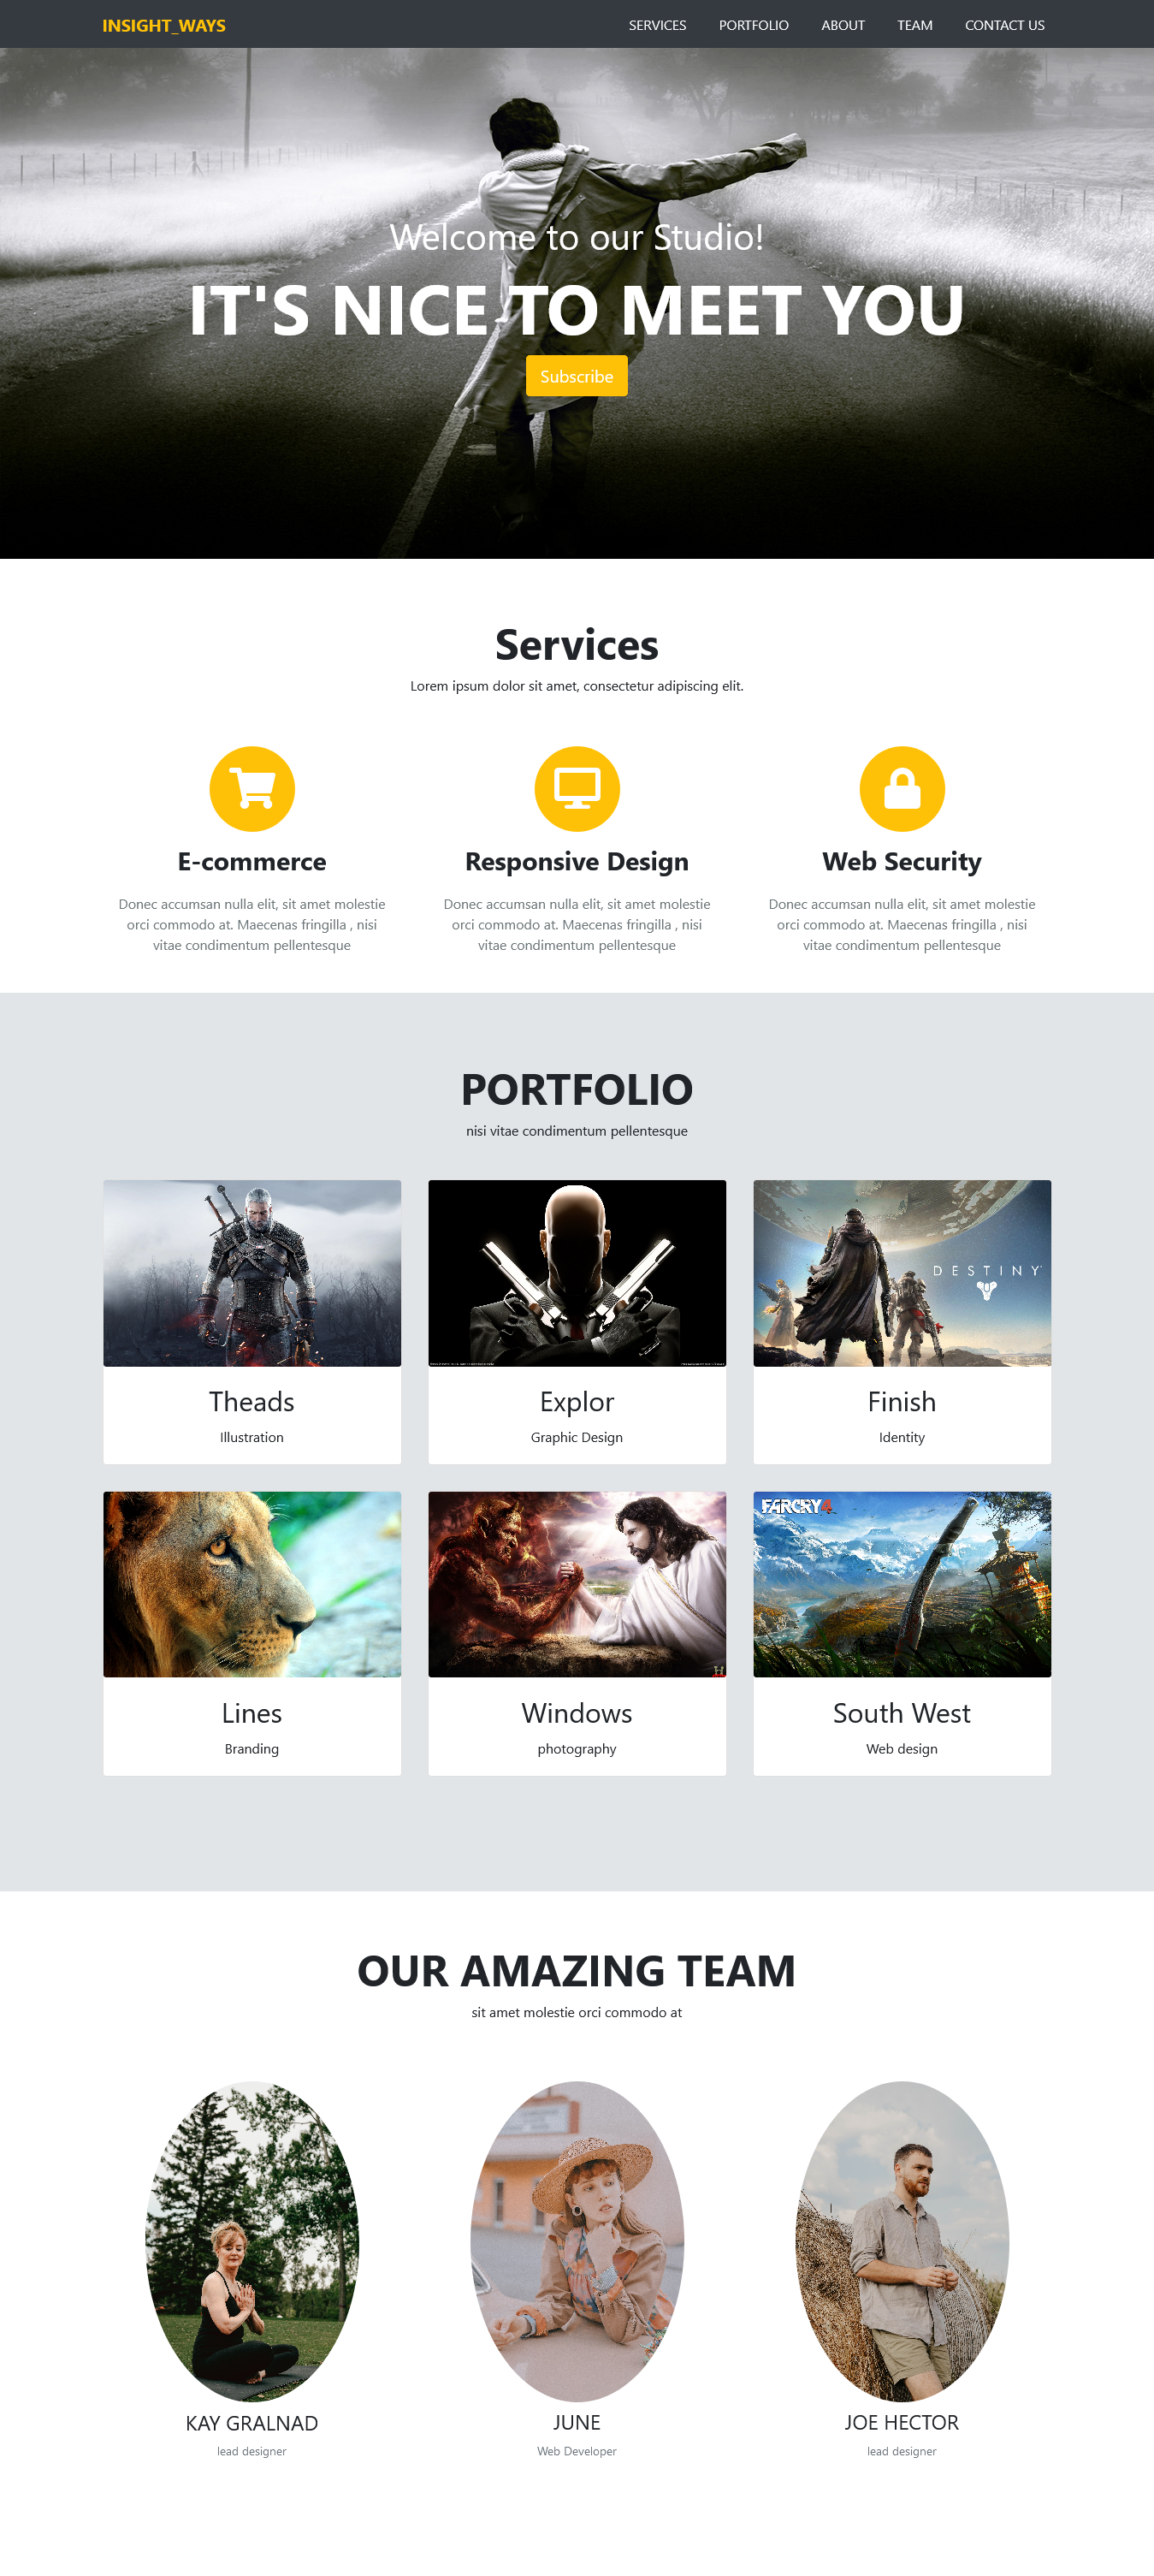 INSIGHT_WAYS
SERVICES PORTFOLIO ABOUT TEAM CONTACT US
Welcome to our Studio!
IT'S NICE TO MEET YOU
Subscribe
Services
Lorem ipsum dolor sit amet, consectetur adipiscing elit.
E-commerce
Donec accumsan nulla elit, sit amet molestie
orci commodo at. Maecenas fringilla , nisi
vitae condimentum pellentesque
Responsive Design
Donec accumsan nulla elit, sit amet molestie
orci commodo at. Maecenas fringilla , nisi
vitae condimentum pellentesque
Web Security
Donec accumsan nulla elit, sit amet molestie
orci commodo at. Maecenas fringilla , nisi
vitae condimentum pellentesque
PORTFOLIO
nisi vitae condimentum pellentesque
Theads
Illustration
Explor
Graphic Design
DESTINY
Finish
Identity
Lines
Branding
Windows
photography
FARCRY 4
South West
Web design
OUR AMAZING TEAM
sit amet molestie orci commodo at
KAY GRALNAD
lead designer
JUNE
Web Developer
JOE HECTOR
lead designer